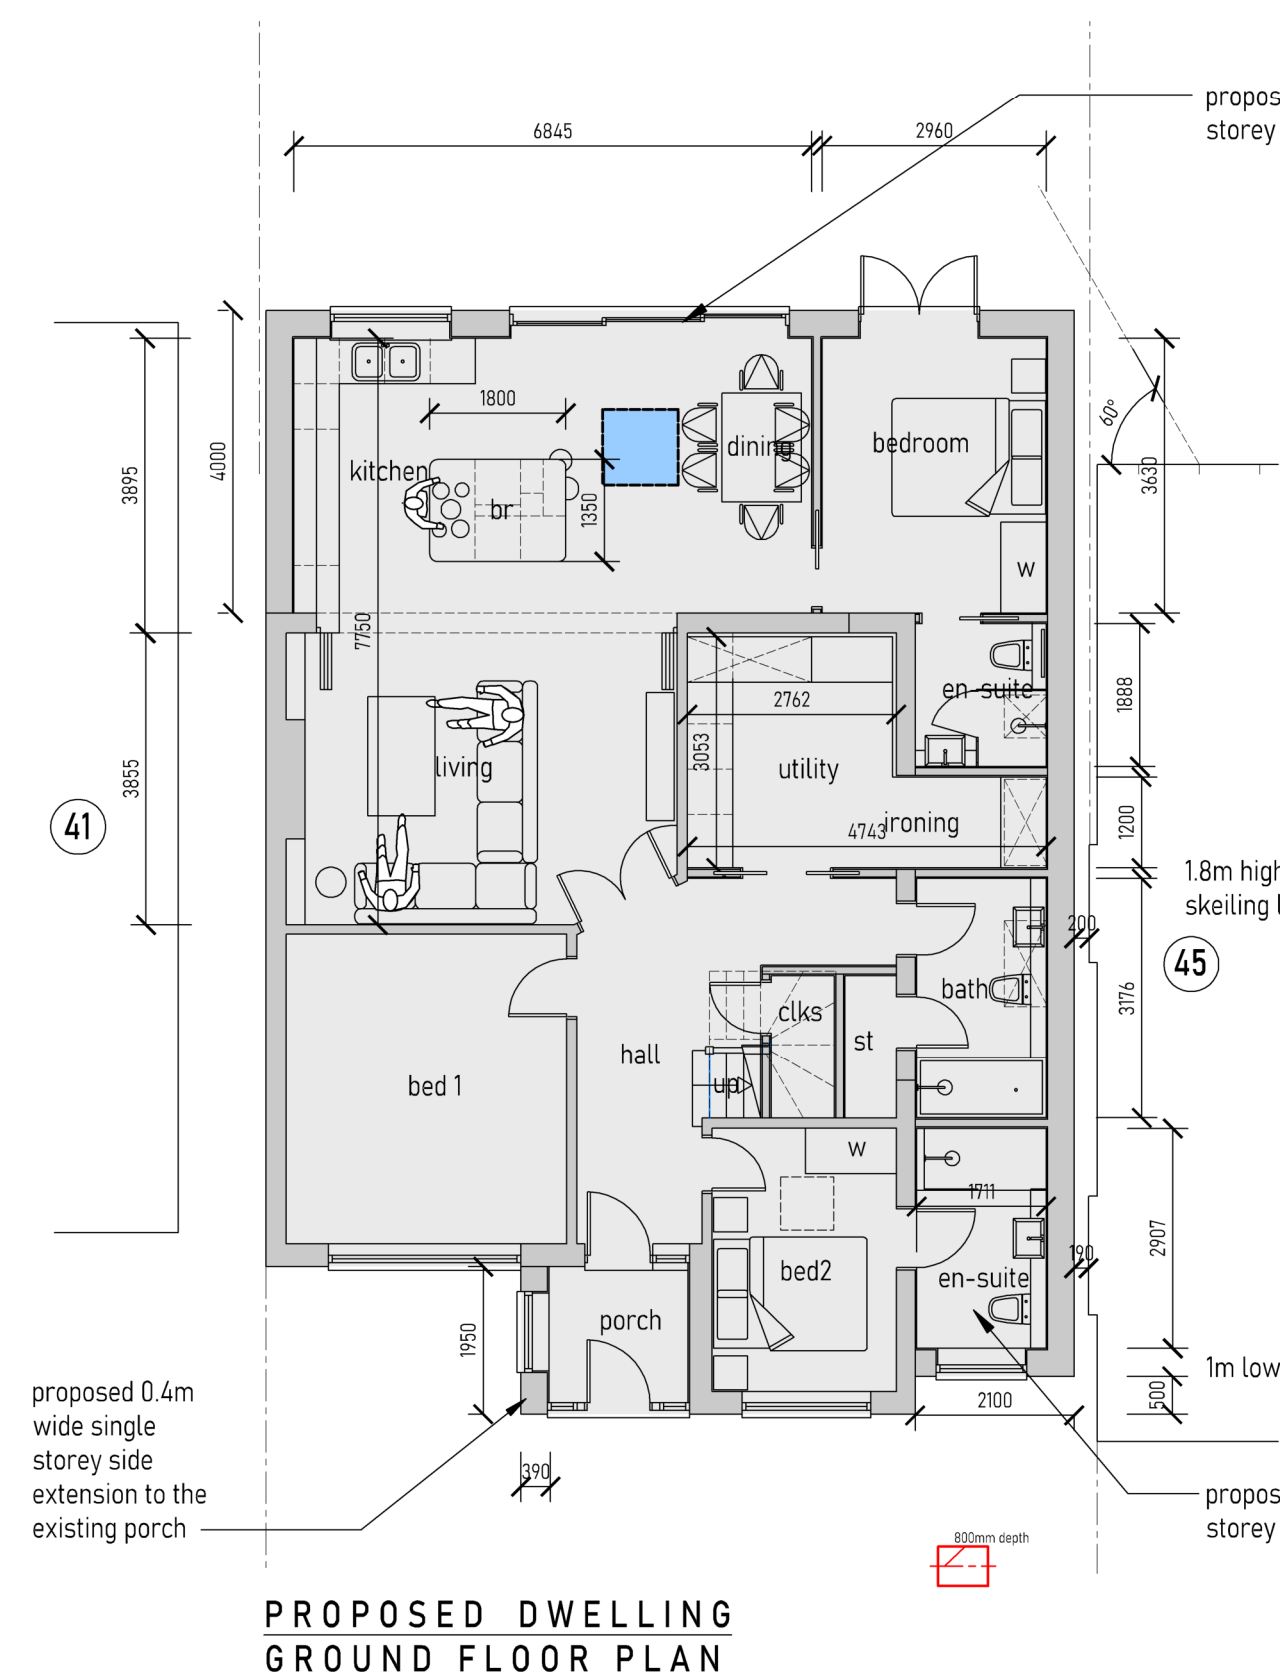 propos
storey
6845
2960
60°
1800
4000
3895
kitchen
dining
bedroom
3630
br
1350
W
7750
en-suite
1888
2762
3053
living
utility
3855
41
4743
ironing
1200
1.8m high
skeiling l
200
45
bath
3176
clks
st
hall
up
bed 1
W
1711
2907
190
bed2
en-suite
porch
1950
1m low
500
2100
proposed 0.4m
wide single
storey side
extension to the
existing porch
390
propos
storey
800mm depth
PROPOSED DWELLING
GROUND FLOOR PLAN